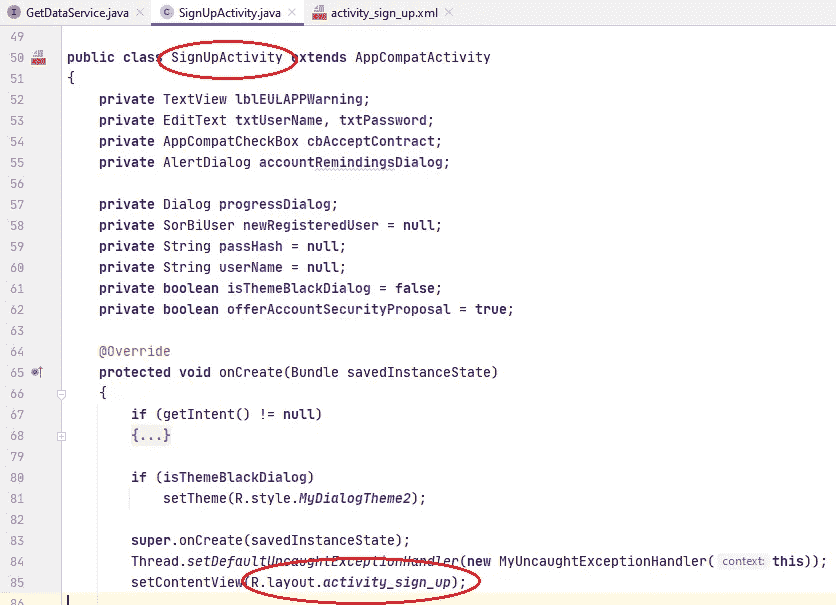 GetDataService.java × SignUpActivity.java × activity_sign_up.xml ×
49
50 public class SignUpActivity extends AppCompatActivity
51 {
52 private TextView lblEULAPPWarning;
53 private EditText txtUserName, txtPassword;
54 private AppCompatCheckBox cbAcceptContract;
55 private AlertDialog accountRemindingsDialog;
56
57 private Dialog progressDialog;
58 private SorBiUser newRegisteredUser = null;
59 private String passHash = null;
60 private String userName = null;
61 private boolean isThemeBlackDialog = false;
62 private boolean offerAccountSecurityProposal = true;
63
64 @Override
65 protected void onCreate(Bundle savedInstanceState)
66 {
67 if (getIntent() != null)
68 {...}
79
80 if (isThemeBlackDialog)
81 setTheme(R.style.MyDialogTheme2);
82
83 super.onCreate(savedInstanceState);
84 Thread.setDefaultUncaughtExceptionHandler(new MyUncaughtExceptionHandler( context: this));
85 setContentView(R.layout.activity_sign_up);
86